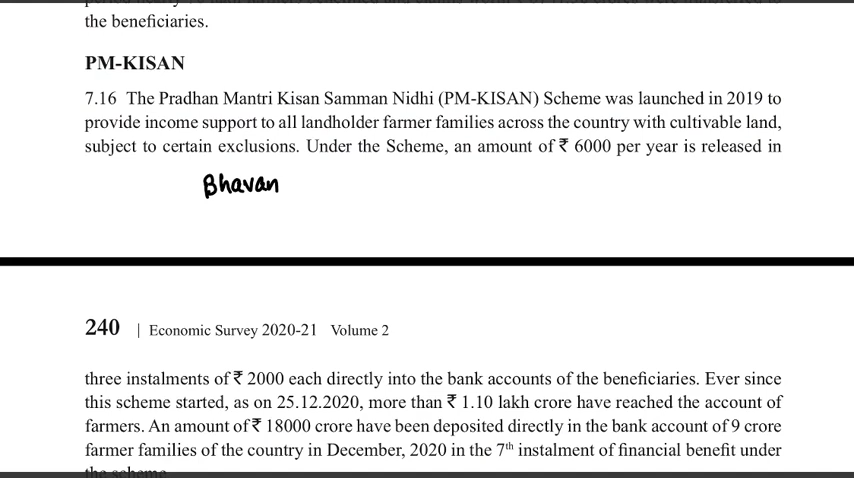 the beneficiaries.
PM-KISAN
7.16 The Pradhan Mantri Kisan Samman Nidhi (PM-KISAN) Scheme was launched in 2019 to
provide income support to all landholder farmer families across the country with cultivable land,
subject to certain exclusions. Under the Scheme, an amount of ₹ 6000 per year is released in
Bhavan
240 | Economic Survey 2020-21 Volume 2
three instalments of ₹ 2000 each directly into the bank accounts of the beneficiaries. Ever since
this scheme started, as on 25.12.2020, more than ₹ 1.10 lakh crore have reached the account of
farmers. An amount of ₹ 18000 crore have been deposited directly in the bank account of 9 crore
farmer families of the country in December, 2020 in the 7th instalment of financial benefit under
the scheme